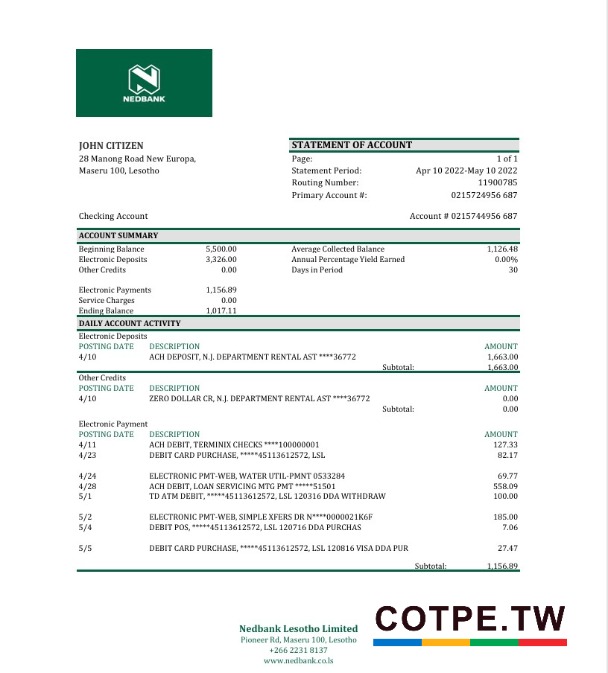 NEDBANK
JOHN CITIZEN
28 Manong Road New Europa,
Maseru 100, Lesotho
STATEMENT OF ACCOUNT
Page: 1 of 1
Statement Period: Apr 10 2022-May 10 2022
Routing Number: 11900785
Primary Account #: 0215724956 687
Checking Account Account # 0215744956 687
ACCOUNT SUMMARY
Beginning Balance 5,500.00 Average Collected Balance 1,126.48
Electronic Deposits 3,326.00 Annual Percentage Yield Earned 0.00%
Other Credits 0.00 Days in Period 30
Electronic Payments 1,156.89
Service Charges 0.00
Ending Balance 1,017.11
DAILY ACCOUNT ACTIVITY
Electronic Deposits
POSTING DATE DESCRIPTION AMOUNT
4/10 ACH DEPOSIT, N.J. DEPARTMENT RENTAL AST ****36772 1,663.00
Subtotal: 1,663.00
Other Credits
POSTING DATE DESCRIPTION AMOUNT
4/10 ZERO DOLLAR CR, N.J. DEPARTMENT RENTAL AST ****36772 0.00
Subtotal: 0.00
Electronic Payment
POSTING DATE DESCRIPTION AMOUNT
4/11 ACH DEBIT, TERMINIX CHECKS ****100000001 127.33
4/23 DEBIT CARD PURCHASE, *****45113612572, LSL 82.17
4/24 ELECTRONIC PMT-WEB, WATER UTIL-PMNT 0533284 69.77
4/28 ACH DEBIT, LOAN SERVICING MTG PMT *****51501 558.09
5/1 TD ATM DEBIT, *****45113612572, LSL 120316 DDA WITHDRAW 100.00
5/2 ELECTRONIC PMT-WEB, SIMPLE XFERS DR N****0000021K6F 185.00
5/4 DEBIT POS, *****45113612572, LSL 120716 DDA PURCHAS 7.06
5/5 DEBIT CARD PURCHASE, *****45113612572, LSL 120816 VISA DDA PUR 27.47
Subtotal: 1,156.89
Nedbank Lesotho Limited
Pioneer Rd, Maseru 100, Lesotho
+266 2231 8137
www.nedbank.co.ls
COTPE.TW